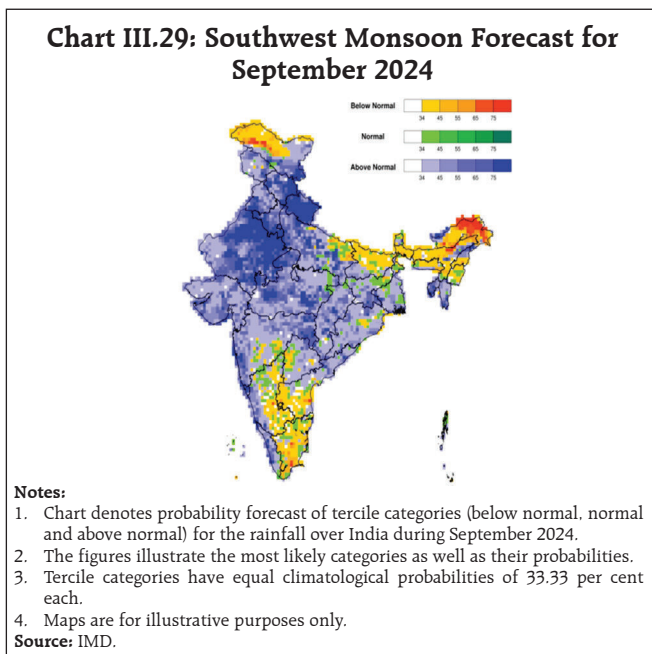 Chart III.29: Southwest Monsoon Forecast for
September 2024
Below Normal
34 45 55 65 75
Normal
34 45 55 65 75
Above Normal
34 45 55 65 75
Notes:
1. Chart denotes probability forecast of tercile categories (below normal, normal
and above normal) for the rainfall over India during September 2024.
2. The figures illustrate the most likely categories as well as their probabilities.
3. Tercile categories have equal climatological probabilities of 33.33 per cent
each.
4. Maps are for illustrative purposes only.
Source: IMD.